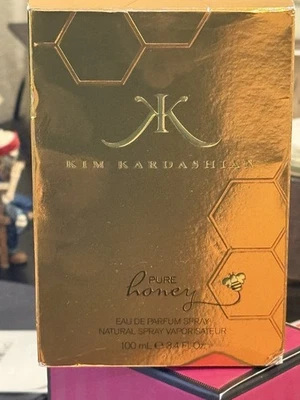 KK
KIM KARDASHIAN
PURE
honey
EAU DE PARFUM SPRAY
NATURAL SPRAY VAPORISATEUR
100 mL ℮ 3.4 Fl. Oz.